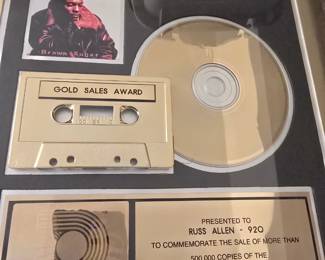 Brown Sugar
GOLD SALES AWARD
PRESENTED TO
RUSS ALLEN - 92Q
TO COMMEMORATE THE SALE OF MORE THAN
500,000 COPIES OF THE